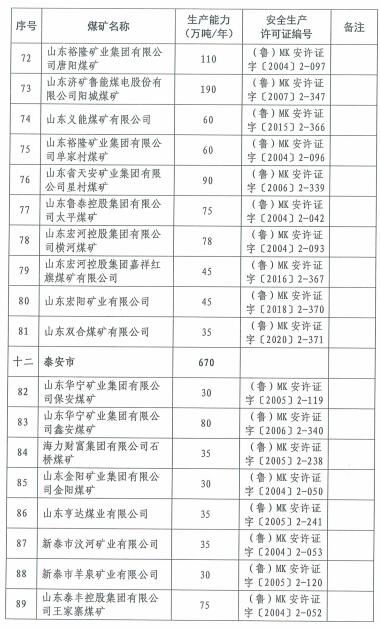 序号 煤矿名称 生产能力 安全生产 备注
(万吨/年) 许可证编号
72 山东裕隆矿业集团有限公 110 (鲁)MK安许证
司唐阳煤矿 字〔2004〕2-097
73 山东济矿鲁能煤电股份有 190 (鲁)MK安许证
限公司阳城煤矿 字〔2007〕2-347
74 山东义能煤矿有限公司 60 (鲁)MK安许证
字〔2015〕2-366
75 山东裕隆矿业集团有限公 60 (鲁)MK安许证
司单家村煤矿 字〔2004〕2-096
76 山东省天安矿业集团有限 90 (鲁)MK安许证
公司星村煤矿 字〔2006〕2-339
77 山东鲁泰控股集团有限公 75 (鲁)MK安许证
司太平煤矿 字〔2004〕2-042
78 山东宏河控股集团有限公 78 (鲁)MK安许证
司横河煤矿 字〔2004〕2-093
79 山东宏河控股集团嘉祥红 45 (鲁)MK安许证
旗煤矿有限公司 字〔2016〕2-367
80 山东宏阳矿业有限公司 45 (鲁)MK安许证
字〔2018〕2-370
81 山东双合煤矿有限公司 35 (鲁)MK安许证
字〔2020〕2-371
十二 泰安市 670
82 山东华宁矿业集团有限公 30 (鲁)MK安许证
司保安煤矿 字〔2005〕2-119
83 山东华宁矿业集团有限公 80 (鲁)MK安许证
司鑫安煤矿 字〔2006〕2-340
84 海力财富集团有限公司石 35 (鲁)MK安许证
桥煤矿 字〔2005〕2-238
85 山东金阳矿业集团有限公 30 (鲁)MK安许证
司金阳煤矿 字〔2004〕2-050
86 山东亨达煤业有限公司 35 (鲁)MK安许证
字〔2005〕2-241
87 新泰市汶河矿业有限公司 35 (鲁)MK安许证
字〔2004〕2-053
88 新泰市羊泉矿业有限公司 30 (鲁)MK安许证
字〔2005〕2-120
89 山东泰丰控股集团有限公 75 (鲁)MK安许证
司王家寨煤矿 字〔2004〕2-052